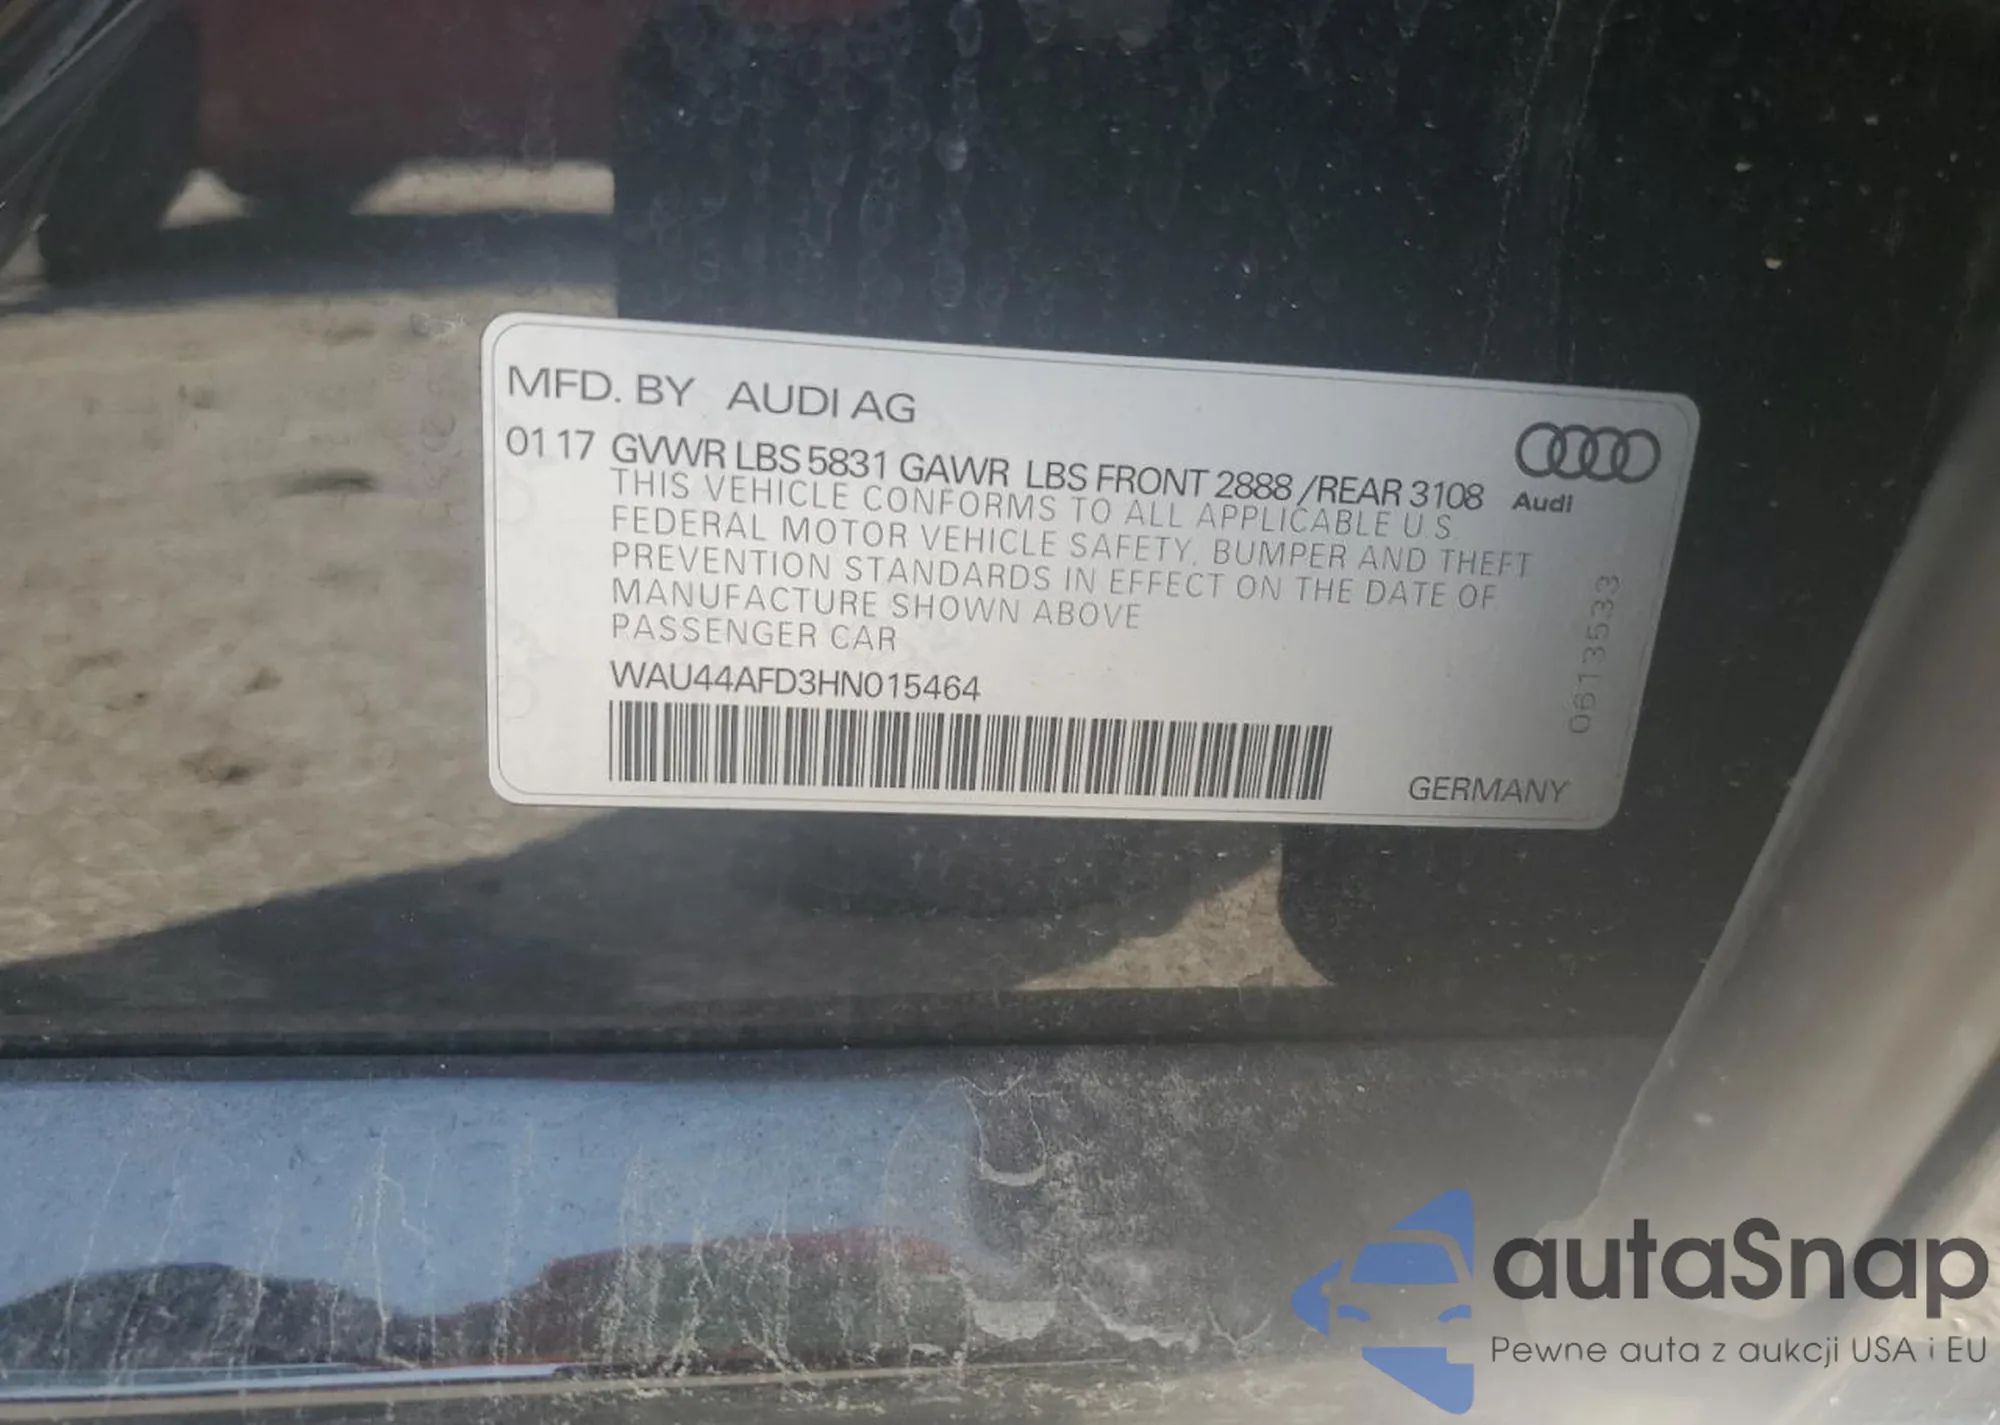 MFD. BY AUDI AG
01 17 GVWR LBS 5831 GAWR LBS FRONT 2888 /REAR 3108
Audi
THIS VEHICLE CONFORMS TO ALL APPLICABLE U.S.
FEDERAL MOTOR VEHICLE SAFETY, BUMPER AND THEFT
PREVENTION STANDARDS IN EFFECT ON THE DATE OF
MANUFACTURE SHOWN ABOVE
PASSENGER CAR
WAU44AFD3HN015464
0613533
GERMANY
autaSnap
Pewne auta z aukcji USA i EU